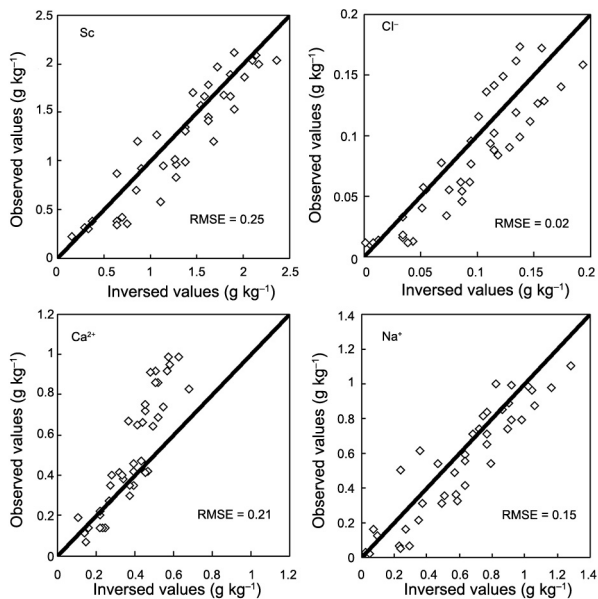 2.5
2
1.5
1
0.5
0
0 0.5 1 1.5 2 2.5
Sc
RMSE = 0.25
Observed values (g kg⁻¹)
Inversed values (g kg⁻¹)
0.2
0.15
0.1
0.05
0
0 0.05 0.1 0.15 0.2
Cl⁻
RMSE = 0.02
Observed values (g kg⁻¹)
Inversed values (g kg⁻¹)
1.2
1
0.8
0.6
0.4
0.2
0
0 0.2 0.4 0.6 0.8 1 1.2
Ca²⁺
RMSE = 0.21
Observed values (g kg⁻¹)
Inversed values (g kg⁻¹)
1.4
1.2
1
0.8
0.6
0.4
0.2
0
0 0.2 0.4 0.6 0.8 1 1.2 1.4
Na⁺
RMSE = 0.15
Observed values (g kg⁻¹)
Inversed values (g kg⁻¹)